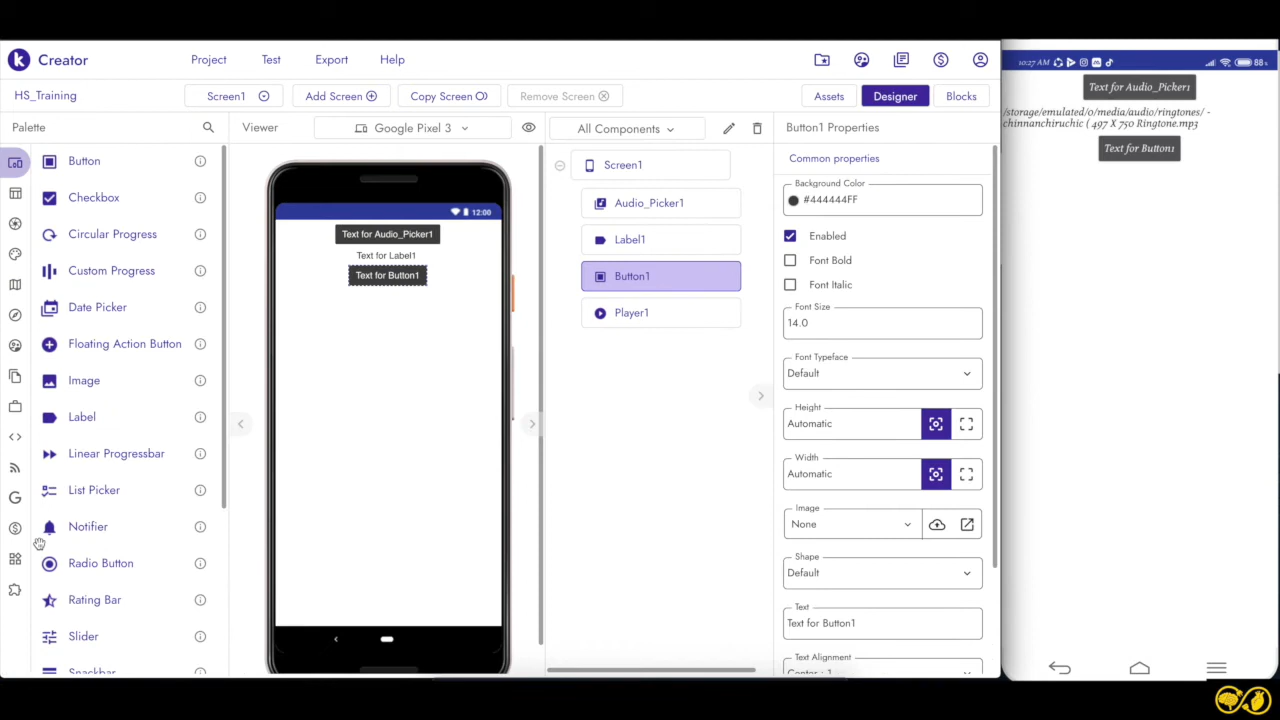 Creator
Project
Test
Export
Help
HS_Training
Screen1
Add Screen
Copy Screen
Remove Screen
Assets
Designer
Blocks
Palette
Button
Checkbox
Circular Progress
Custom Progress
Date Picker
Floating Action Button
Image
Label
Linear Progressbar
List Picker
Notifier
Radio Button
Rating Bar
Slider
Snackbar
Viewer
Google Pixel 3
12:00
Text for Audio_Picker1
Text for Label1
Text for Button1
All Components
Screen1
Audio_Picker1
Label1
Button1
Player1
Button1 Properties
Common properties
Background Color
#444444FF
Enabled
Font Bold
Font Italic
Font Size
14.0
Font Typeface
Default
Height
Automatic
Width
Automatic
Image
None
Shape
Default
Text
Text for Button1
Text Alignment
Center : 1
10:27 AM
88%
Text for Audio_Picker1
/storage/emulated/0/media/audio/ringtones/ -
chinnanchiruchic ( 497 X 750 Ringtone.mp3
Text for Button1